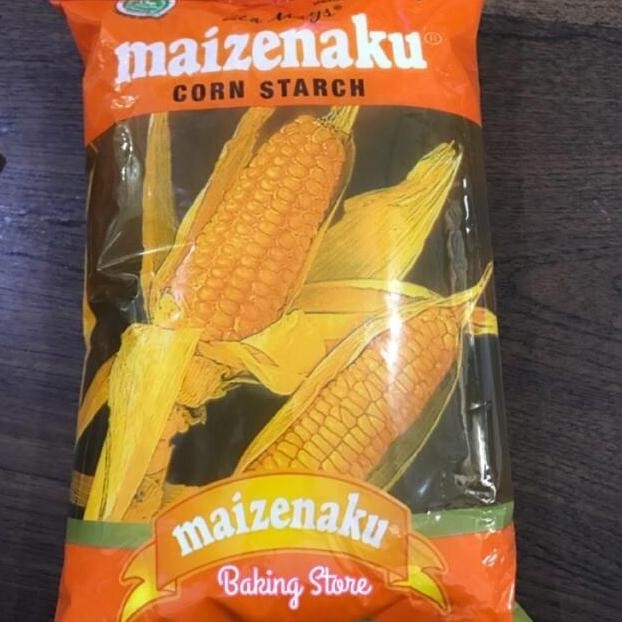 maizenaku®
CORN STARCH
maizenaku®
Baking Store